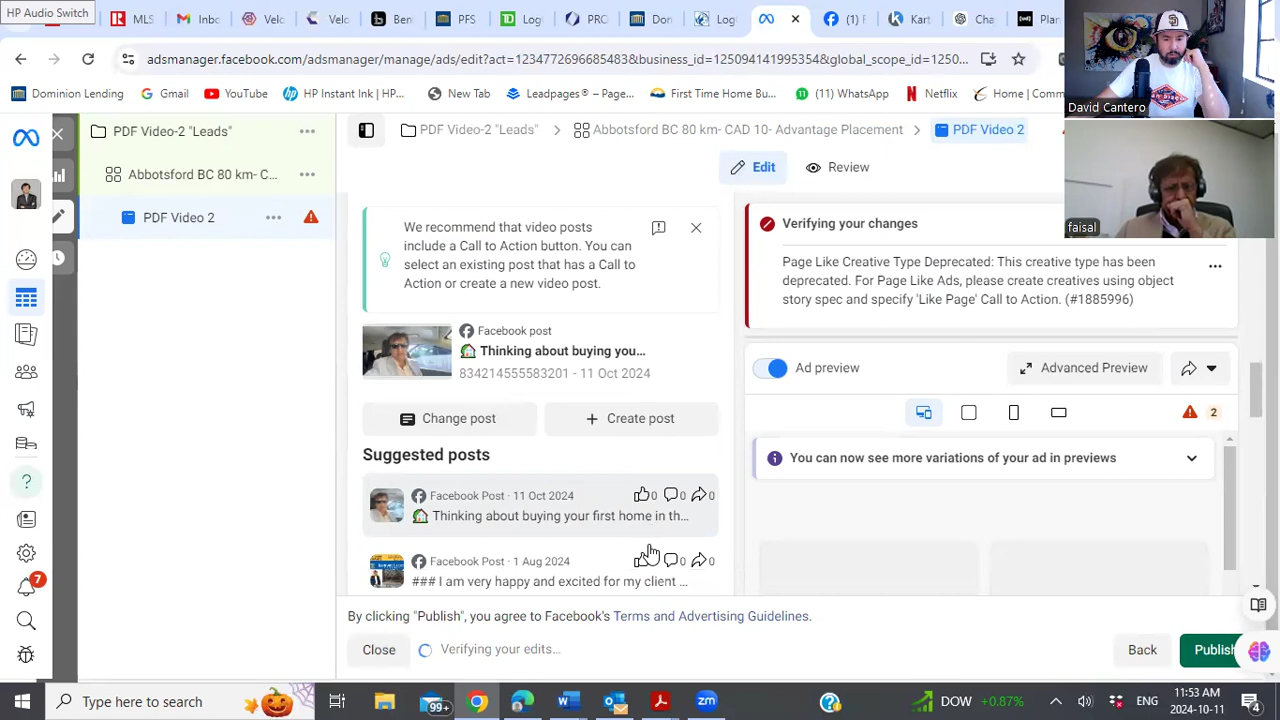 HP Audio Switch
MLS
Inbo
Velo
Velo
Ben
PFS
Log
PRO
Don
Logi
(1) F
Kart
Cha
Plan
adsmanager.facebook.com/adsmanager/manage/ads/edit?act=1234772696685483&business_id=1250941419953354&global_scope_id=1250...
Dominion Lending
Gmail
YouTube
HP Instant Ink | HP...
New Tab
Leadpages® – Page...
First Time Home Bu...
(11) WhatsApp
Netflix
Home | Comm
David Cantero
faisal
PDF Video-2 "Leads"
Abbotsford BC 80 km- C...
PDF Video 2
PDF Video-2 "Leads"
Abbotsford BC 80 km- CAD 10- Advantage Placement
PDF Video 2
Edit
Review
We recommend that video posts
include a Call to Action button. You can
select an existing post that has a Call to
Action or create a new video post.
Facebook post
Thinking about buying you...
834214555583201 - 11 Oct 2024
Change post
Create post
Suggested posts
Facebook Post · 11 Oct 2024
0 0 0
Thinking about buying your first home in th...
Facebook Post · 1 Aug 2024
0 0
### I am very happy and excited for my client ...
Verifying your changes
Page Like Creative Type Deprecated: This creative type has been
deprecated. For Page Like Ads, please create creatives using object
story spec and specify 'Like Page' Call to Action. (#1885996)
Ad preview
Advanced Preview
2
You can now see more variations of your ad in previews
By clicking "Publish", you agree to Facebook's Terms and Advertising Guidelines.
Close
Verifying your edits...
Back
Publish
7
Type here to search
99+
DOW +0.87%
ENG
11:53 AM
2024-10-11
4